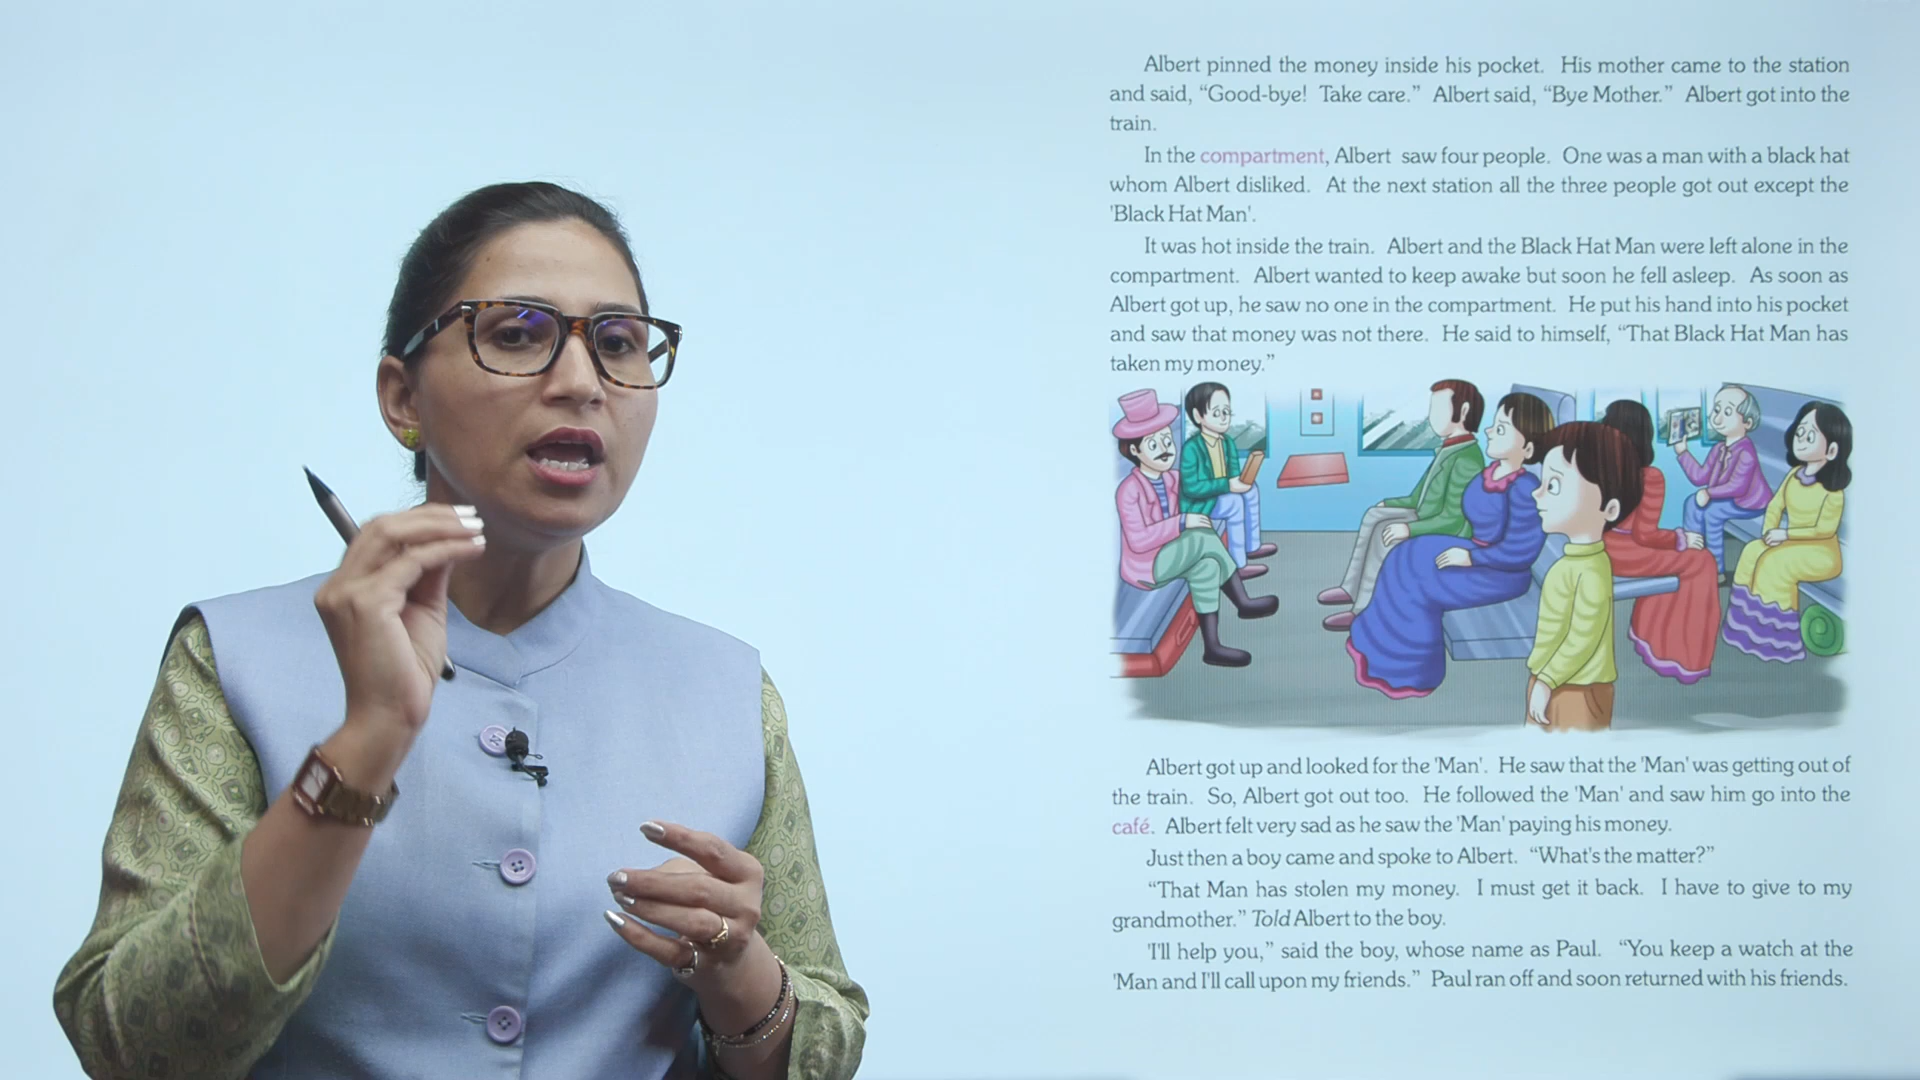 Albert pinned the money inside his pocket. His mother came to the station
and said, “Good-bye! Take care.” Albert said, “Bye Mother.” Albert got into the
train.
In the compartment, Albert saw four people. One was a man with a black hat
whom Albert disliked. At the next station all the three people got out except the
'Black Hat Man'.
It was hot inside the train. Albert and the Black Hat Man were left alone in the
compartment. Albert wanted to keep awake but soon he fell asleep. As soon as
Albert got up, he saw no one in the compartment. He put his hand into his pocket
and saw that money was not there. He said to himself, “That Black Hat Man has
taken my money.”
Albert got up and looked for the 'Man'. He saw that the 'Man' was getting out of
the train. So, Albert got out too. He followed the 'Man' and saw him go into the
café. Albert felt very sad as he saw the 'Man' paying his money.
Just then a boy came and spoke to Albert. “What's the matter?”
“That Man has stolen my money. I must get it back. I have to give to my
grandmother.” Told Albert to the boy.
'I'll help you,” said the boy, whose name as Paul. “You keep a watch at the
'Man and I'll call upon my friends.” Paul ran off and soon returned with his friends.